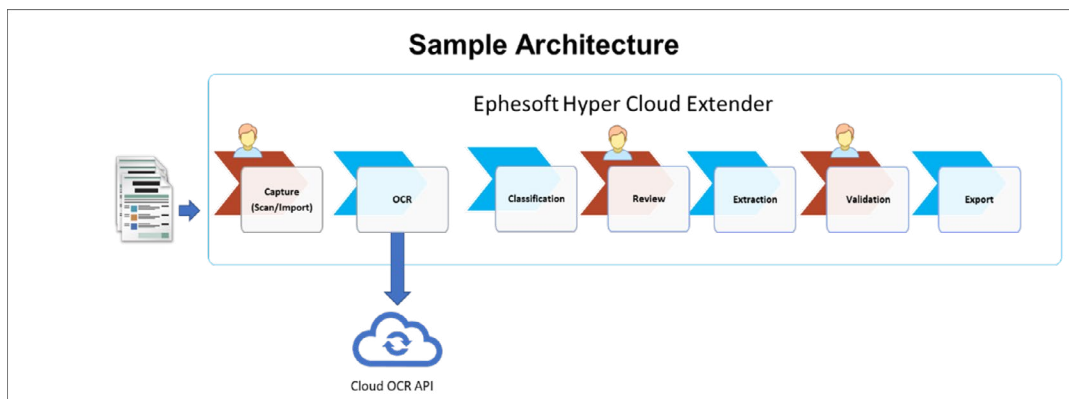 Sample Architecture
Ephesoft Hyper Cloud Extender
Capture
(Scan/Import)
OCR
Classification
Review
Extraction
Validation
Export
Cloud OCR API